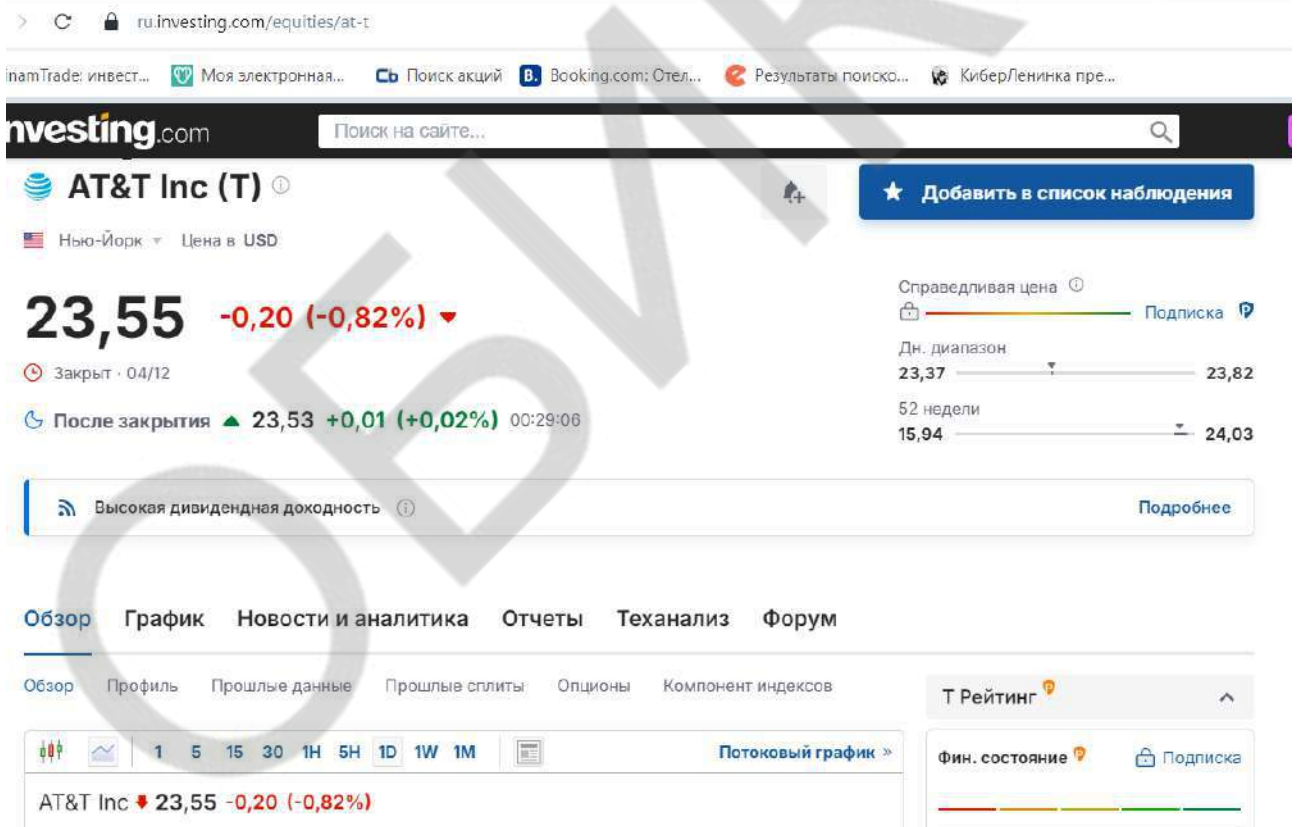 ru.investing.com/equities/at-t
namTrade: инвест... Моя электронная... Сь Поиск акций B. Booking.com: Отел... Результаты поиско... КиберЛенинка пре...
nvesting.com Поиск на сайте...
AT&T Inc (T)
Добавить в список наблюдения
Нью-Йорк Цена в USD
23,55 -0,20 (-0,82%)
Справедливая цена
Подписка
Закрыт · 04/12
Дн. диапазон
23,37 23,82
После закрытия 23,53 +0,01 (+0,02%) 00:29:06
52 недели
15,94 24,03
Высокая дивидендная доходность Подробнее
Обзор График Новости и аналитика Отчеты Теханализ Форум
Обзор Профиль Прошлые данные Прошлые сплиты Опционы Компонент индексов
Т Рейтинг
1 5 15 30 1H 5H 1D 1W 1M Потоковый график »
Фин. состояние Подписка
AT&T Inc 23,55 -0,20 (-0,82%)
ОБИК